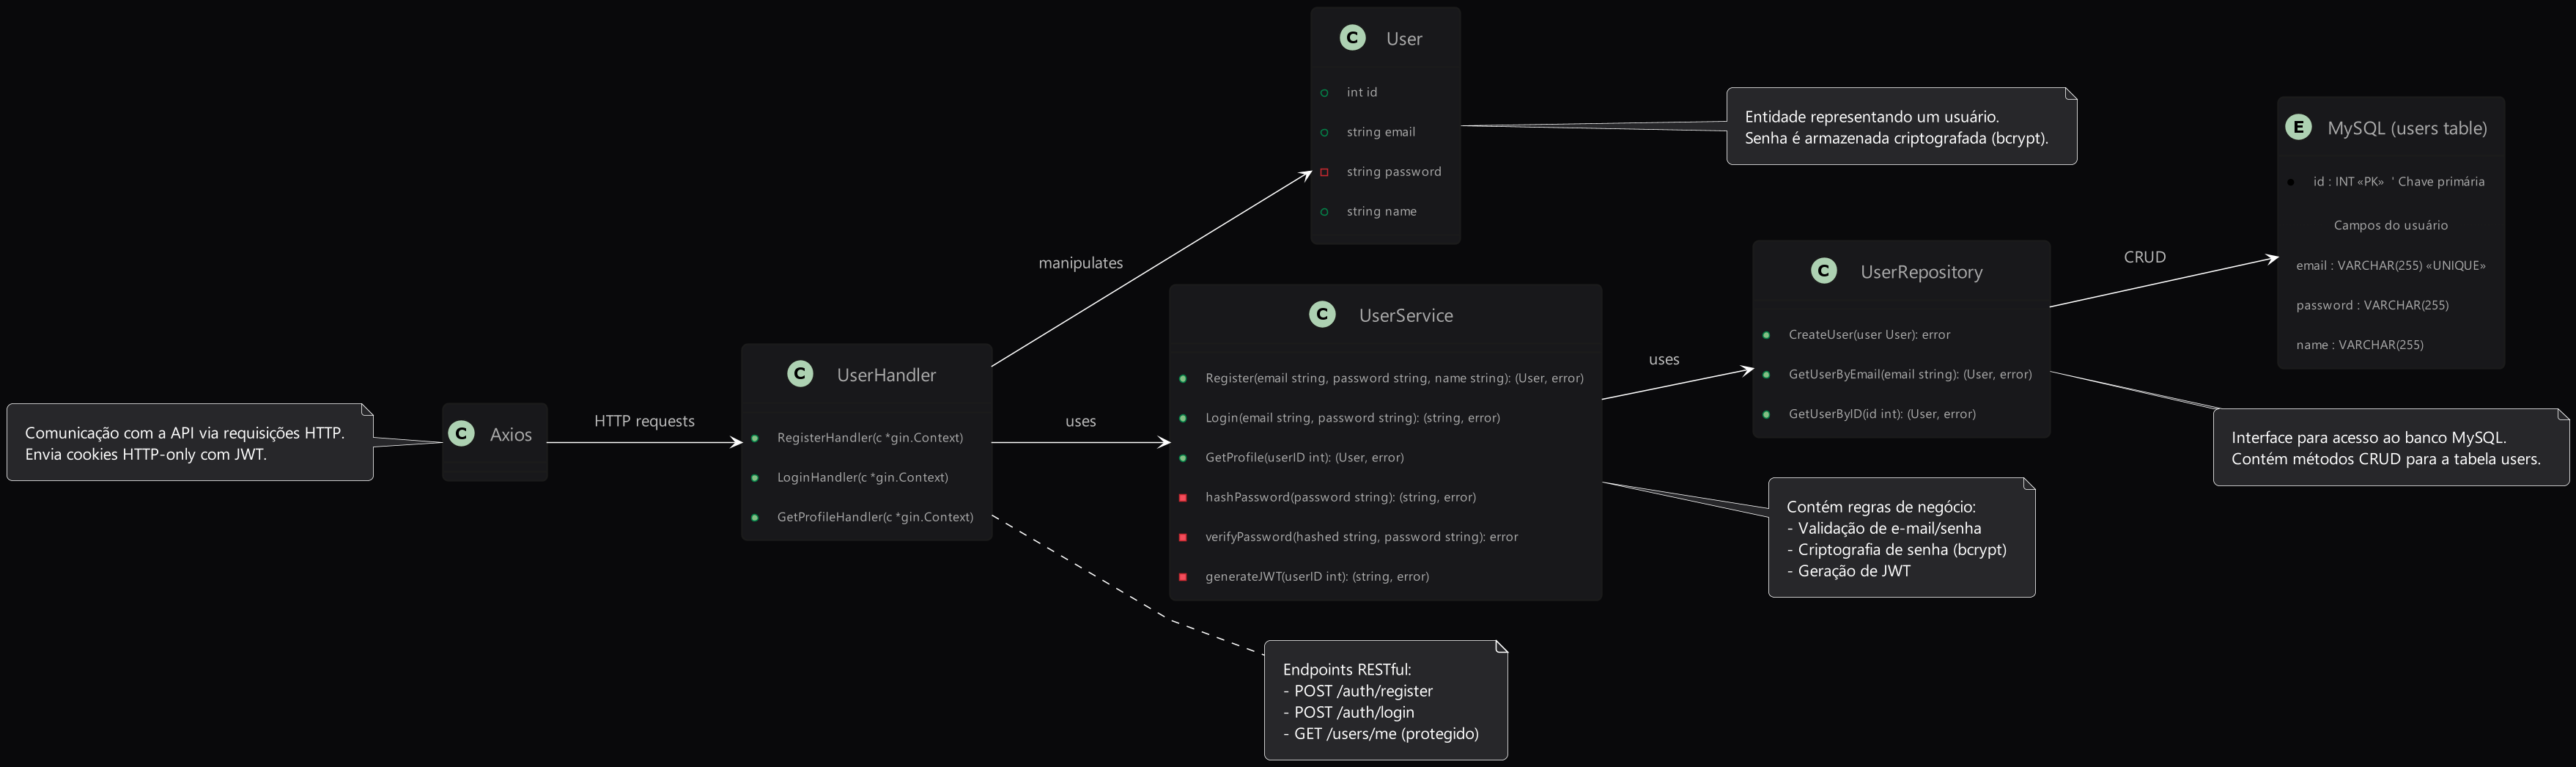 Comunicação com a API via requisições HTTP.
Envia cookies HTTP-only com JWT.
C Axios
HTTP requests
C UserHandler
RegisterHandler(c *gin.Context)
LoginHandler(c *gin.Context)
GetProfileHandler(c *gin.Context)
manipulates
uses
C User
int id
string email
string password
string name
Entidade representando um usuário.
Senha é armazenada criptografada (bcrypt).
C UserService
Register(email string, password string, name string): (User, error)
Login(email string, password string): (string, error)
GetProfile(userID int): (User, error)
hashPassword(password string): (string, error)
verifyPassword(hashed string, password string): error
generateJWT(userID int): (string, error)
Endpoints RESTful:
- POST /auth/register
- POST /auth/login
- GET /users/me (protegido)
uses
C UserRepository
CreateUser(user User): error
GetUserByEmail(email string): (User, error)
GetUserByID(id int): (User, error)
Contém regras de negócio:
- Validação de e-mail/senha
- Criptografia de senha (bcrypt)
- Geração de JWT
CRUD
E MySQL (users table)
id : INT «PK» ' Chave primária
Campos do usuário
email : VARCHAR(255) «UNIQUE»
password : VARCHAR(255)
name : VARCHAR(255)
Interface para acesso ao banco MySQL.
Contém métodos CRUD para a tabela users.